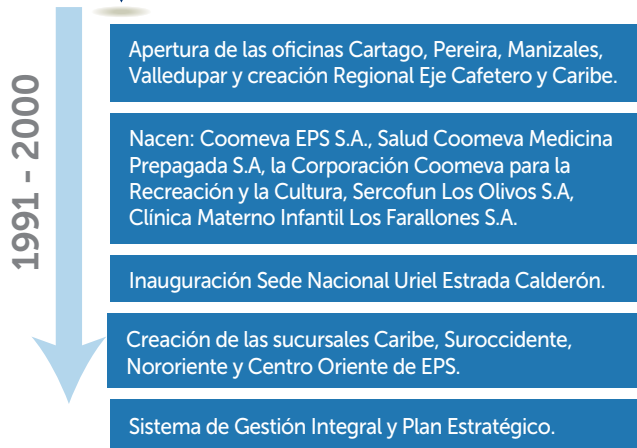 1991 - 2000
Apertura de las oficinas Cartago, Pereira, Manizales,
Valledupar y creación Regional Eje Cafetero y Caribe.
Nacen: Coomeva EPS S.A., Salud Coomeva Medicina
Prepagada S.A, la Corporación Coomeva para la
Recreación y la Cultura, Sercofun Los Olivos S.A,
Clínica Materno Infantil Los Farallones S.A.
Inauguración Sede Nacional Uriel Estrada Calderón.
Creación de las sucursales Caribe, Suroccidente,
Nororiente y Centro Oriente de EPS.
Sistema de Gestión Integral y Plan Estratégico.